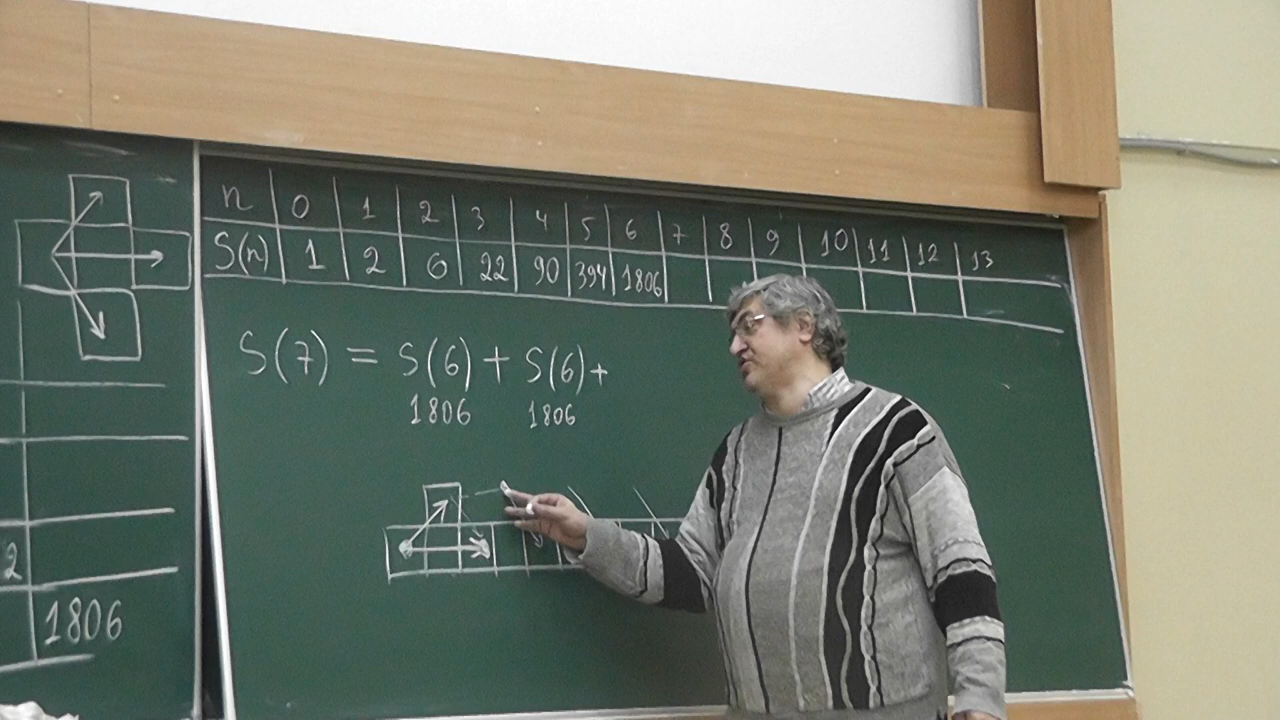 n 0 1 2 3 4 5 6 7 8 9 10 11 12 13
S(n) 1 2 6 22 90 394 1806
S(7) = S(6) + S(6) +
1806 1806
2
1806